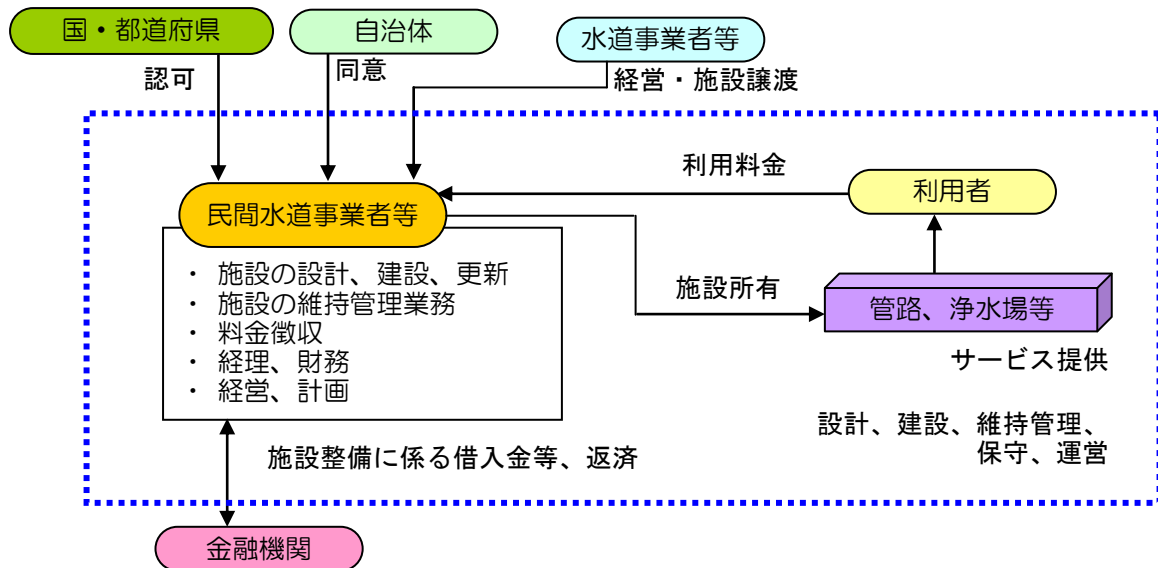 国・都道府県
自治体
水道事業者等
認可
同意
経営・施設譲渡
利用料金
利用者
民間水道事業者等
・ 施設の設計、建設、更新
・ 施設の維持管理業務
・ 料金徴収
・ 経理、財務
・ 経営、計画
施設所有
管路、浄水場等
サービス提供
設計、建設、維持管理、
保守、運営
施設整備に係る借入金等、返済
金融機関